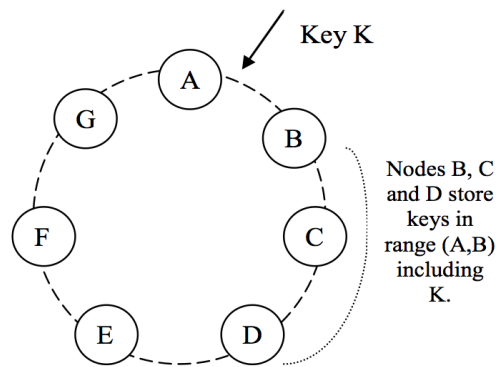 Key K
A
B
G
Nodes B, C
and D store
keys in
range (A,B)
including
K.
C
F
D
E